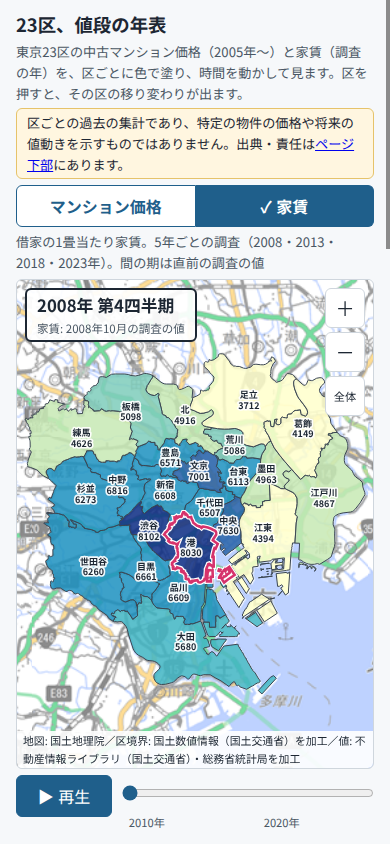 23区、値段の年表
東京23区の中古マンション価格（2005年〜）と家賃（調査
の年）を、区ごとに色で塗り、時間を動かして見ます。区を
押すと、その区の移り変わりが出ます。
区ごとの過去の集計であり、特定の物件の価格や将来の
値動きを示すものではありません。出典・責任はページ
下部にあります。
マンション価格
✓ 家賃
借家の1畳当たり家賃。5年ごとの調査（2008・2013・
2018・2023年）。間の期は直前の調査の値
2008年 第4四半期
家賃: 2008年10月の調査の値
＋
－
全体
足立
3712
板橋
5098
北
4916
葛飾
4149
練馬
4626
荒川
5086
豊島
6571
文京
7001
台東
6113
墨田
4963
中野
6816
新宿
6608
杉並
6273
江戸川
4867
千代田
6507
中央
7630
渋谷
8102
江東
4394
港
8030
世田谷
6260
目黒
6661
品川
6609
大田
5680
E20
246
E83
多摩川
地図: 国土地理院／区境界: 国土数値情報（国土交通省）を加工／値: 不
動産情報ライブラリ（国土交通省）・総務省統計局を加工
▶ 再生
2010年
2020年